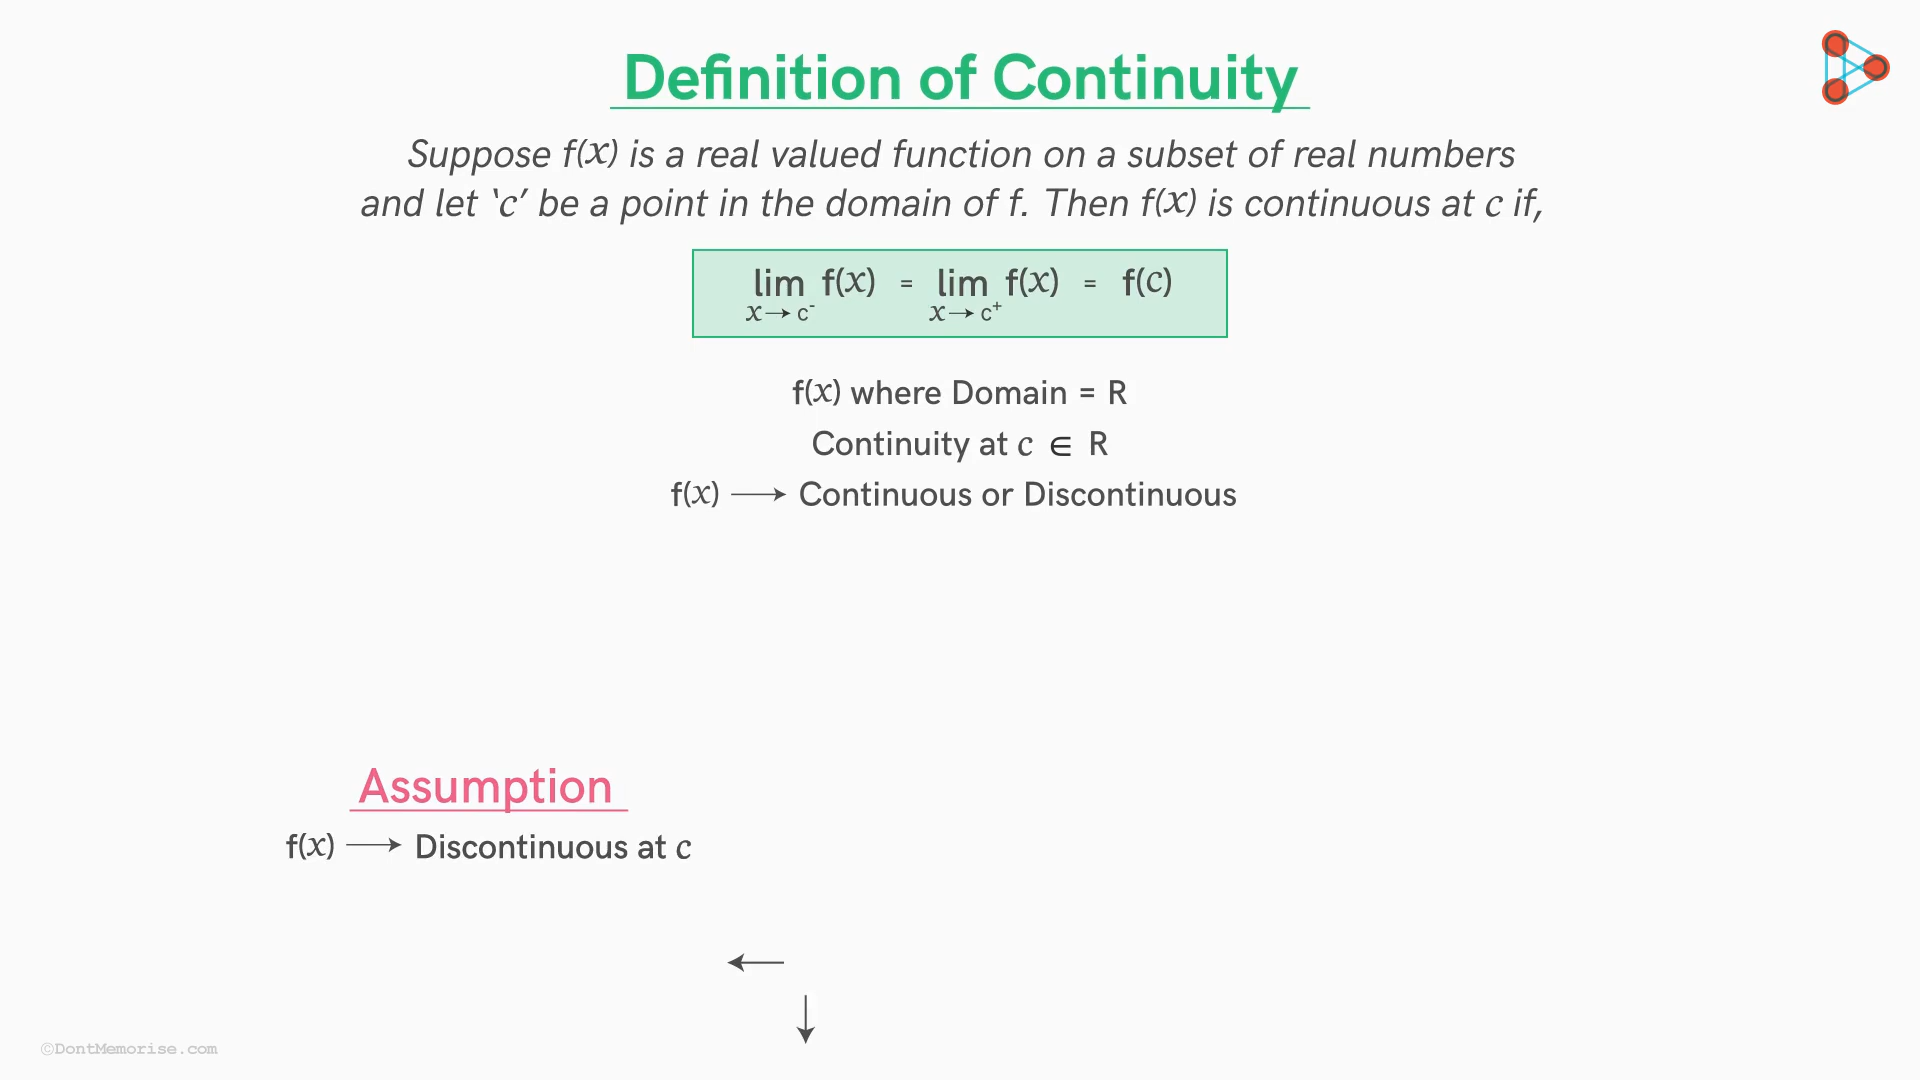 Definition of Continuity
Suppose f(x) is a real valued function on a subset of real numbers
and let ‘c’ be a point in the domain of f. Then f(x) is continuous at c if,
lim f(x) = lim f(x) = f(c)
x→c⁻ x→c⁺
f(x) where Domain = R
Continuity at c ∈ R
f(x) ⟶ Continuous or Discontinuous
Assumption
f(x) ⟶ Discontinuous at c
©DontMemorise.com